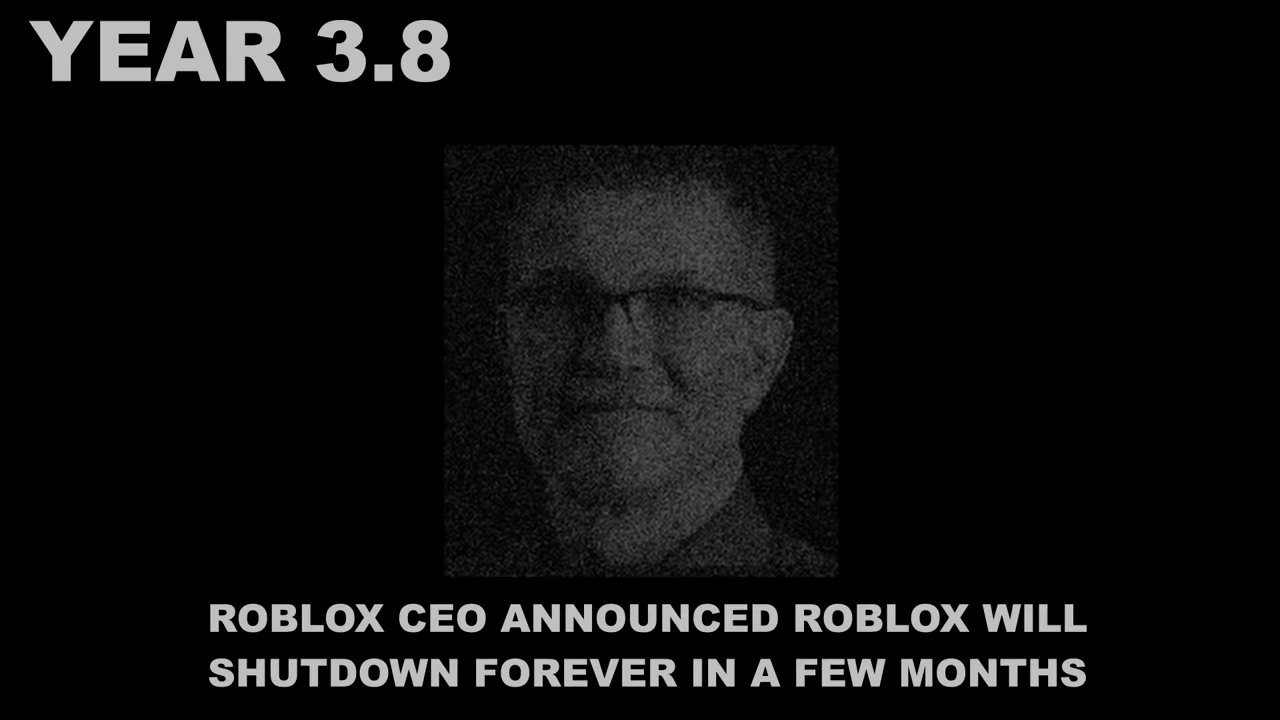 YEAR 3.8
ROBLOX CEO ANNOUNCED ROBLOX WILL
SHUTDOWN FOREVER IN A FEW MONTHS